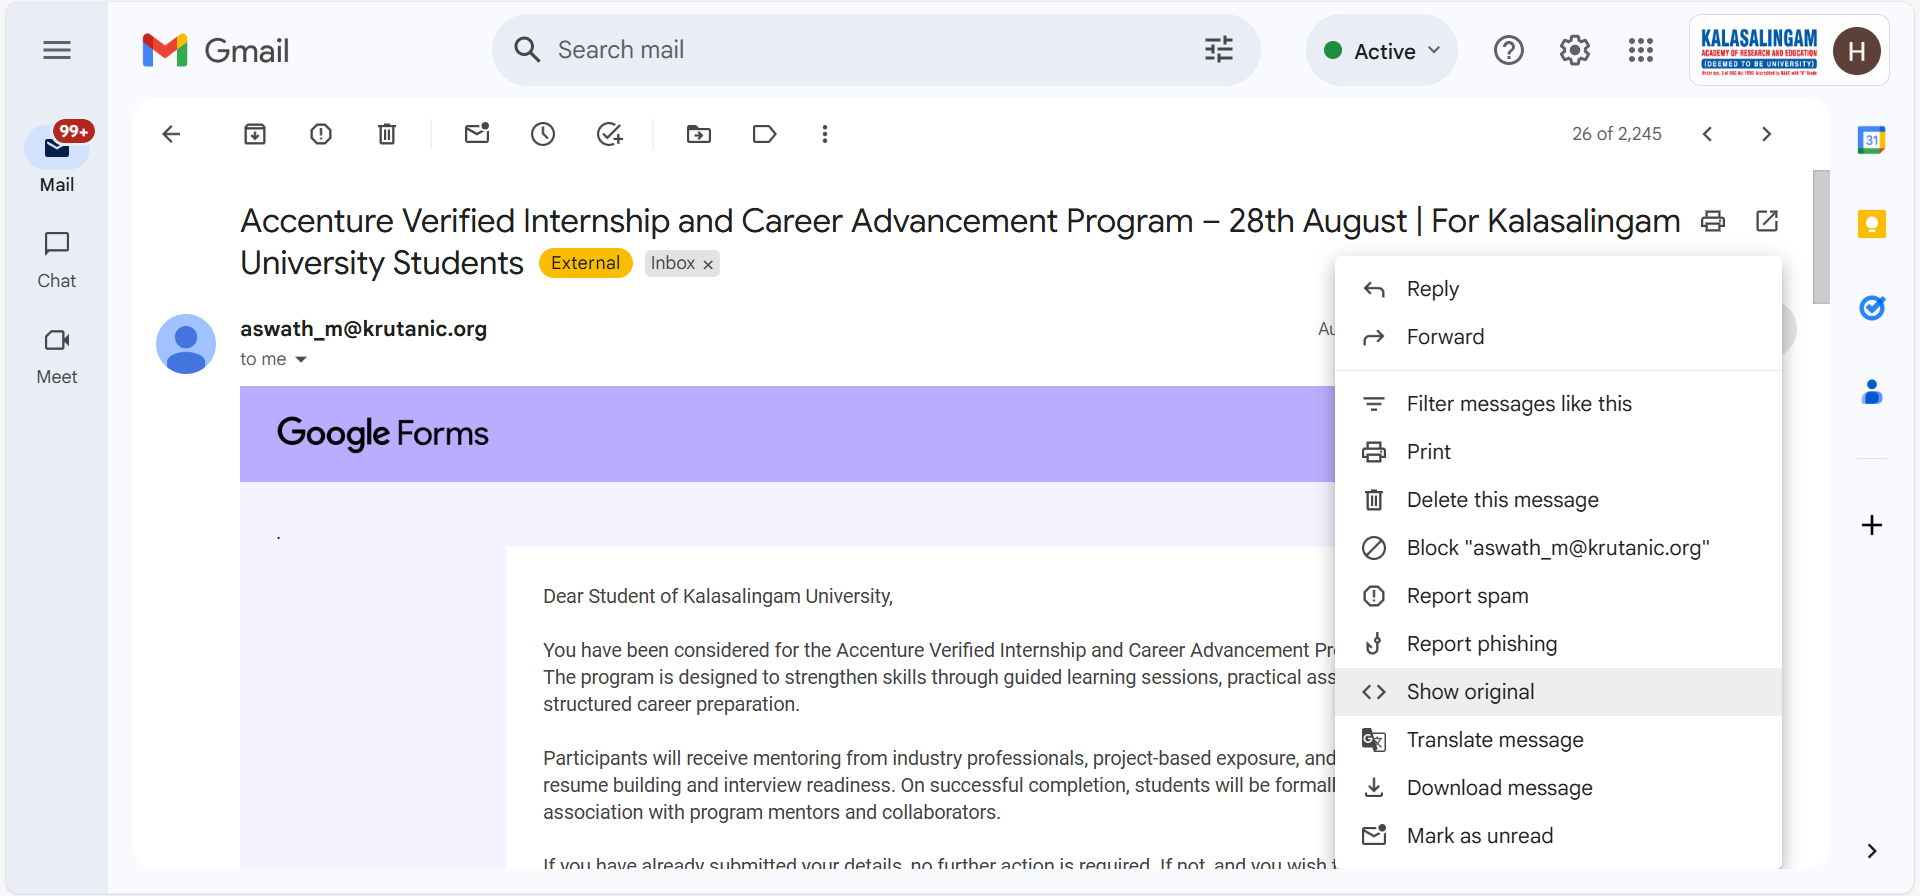 Gmail
Search mail
Active
KALASALINGAM
ACADEMY OF RESEARCH AND EDUCATION
(DEEMED TO BE UNIVERSITY)
H
99+
Mail
Chat
Meet
26 of 2,245
31
Accenture Verified Internship and Career Advancement Program – 28th August | For Kalasalingam
University Students External Inbox ×
aswath_m@krutanic.org
Au
to me
Google Forms
.
Dear Student of Kalasalingam University,
You have been considered for the Accenture Verified Internship and Career Advancement Pr
The program is designed to strengthen skills through guided learning sessions, practical ass
structured career preparation.
Participants will receive mentoring from industry professionals, project-based exposure, and
resume building and interview readiness. On successful completion, students will be formall
association with program mentors and collaborators.
If you have already submitted your details, no further action is required. If not, and you wish
Reply
Forward
Filter messages like this
Print
Delete this message
Block "aswath_m@krutanic.org"
Report spam
Report phishing
Show original
Translate message
Download message
Mark as unread